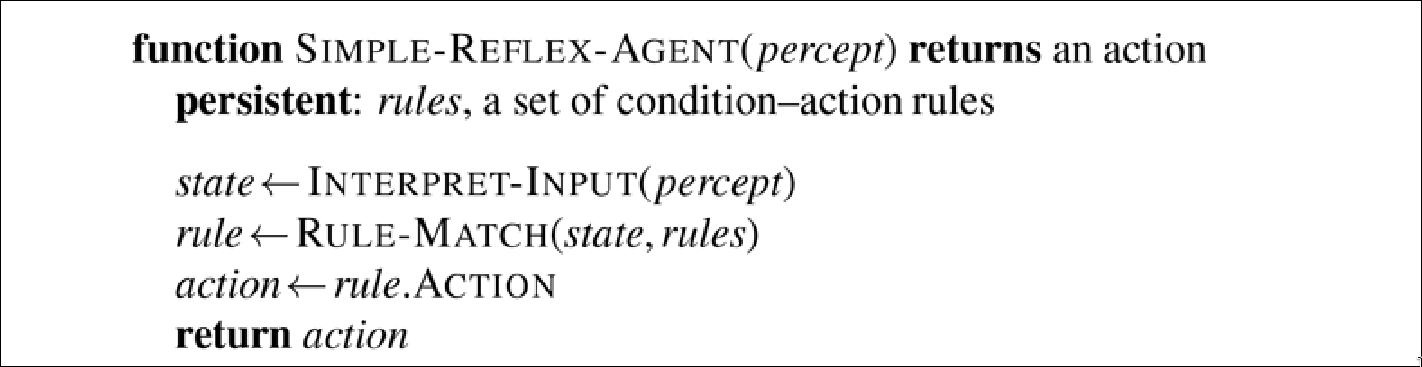 function SIMPLE-REFLEX-AGENT(percept) returns an action
persistent: rules, a set of condition–action rules
state ← INTERPRET-INPUT(percept)
rule ← RULE-MATCH(state, rules)
action ← rule.ACTION
return action